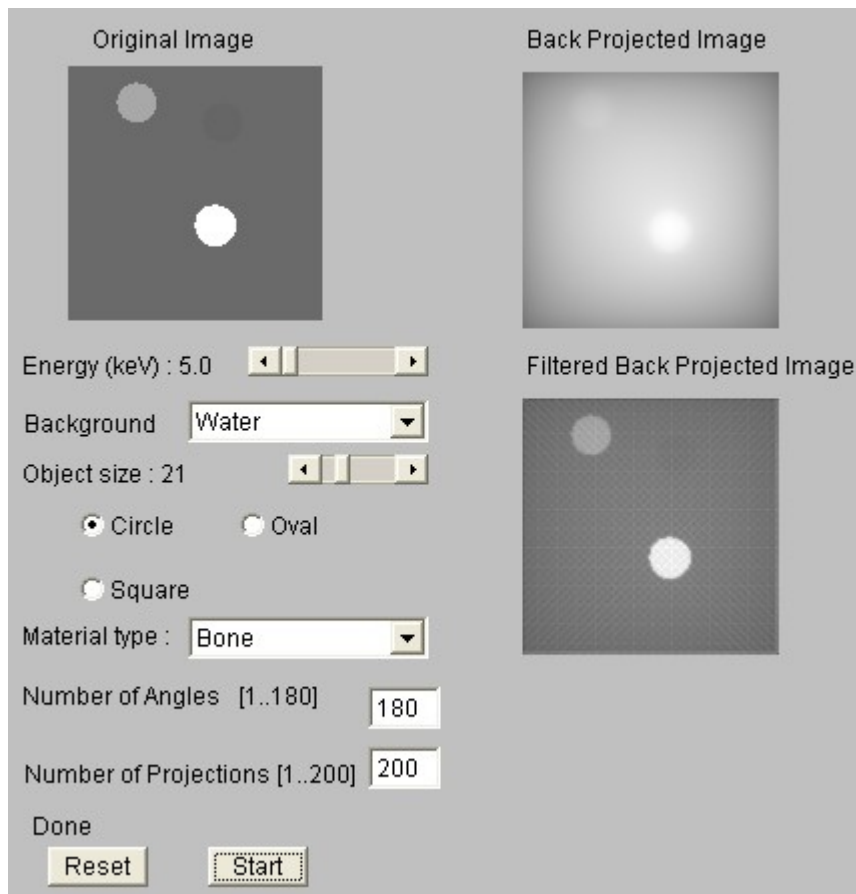 Original Image
Back Projected Image
Energy (keV) : 5.0
Filtered Back Projected Image
Background
Water
Object size : 21
Circle
Oval
Square
Material type :
Bone
Number of Angles [1..180]
180
Number of Projections [1..200]
200
Done
Reset
Start